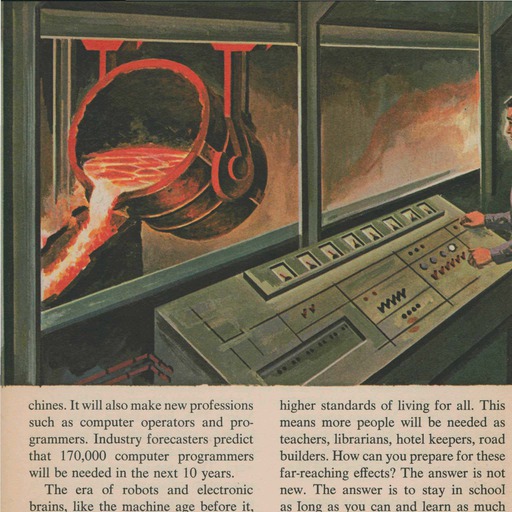 chines. It will also make new professions
such as computer operators and pro-
grammers. Industry forecasters predict
that 170,000 computer programmers
will be needed in the next 10 years.
The era of robots and electronic
brains, like the machine age before it,
higher standards of living for all. This
means more people will be needed as
teachers, librarians, hotel keepers, road
builders. How can you prepare for these
far-reaching effects? The answer is not
new. The answer is to stay in school
as long as you can and learn as much